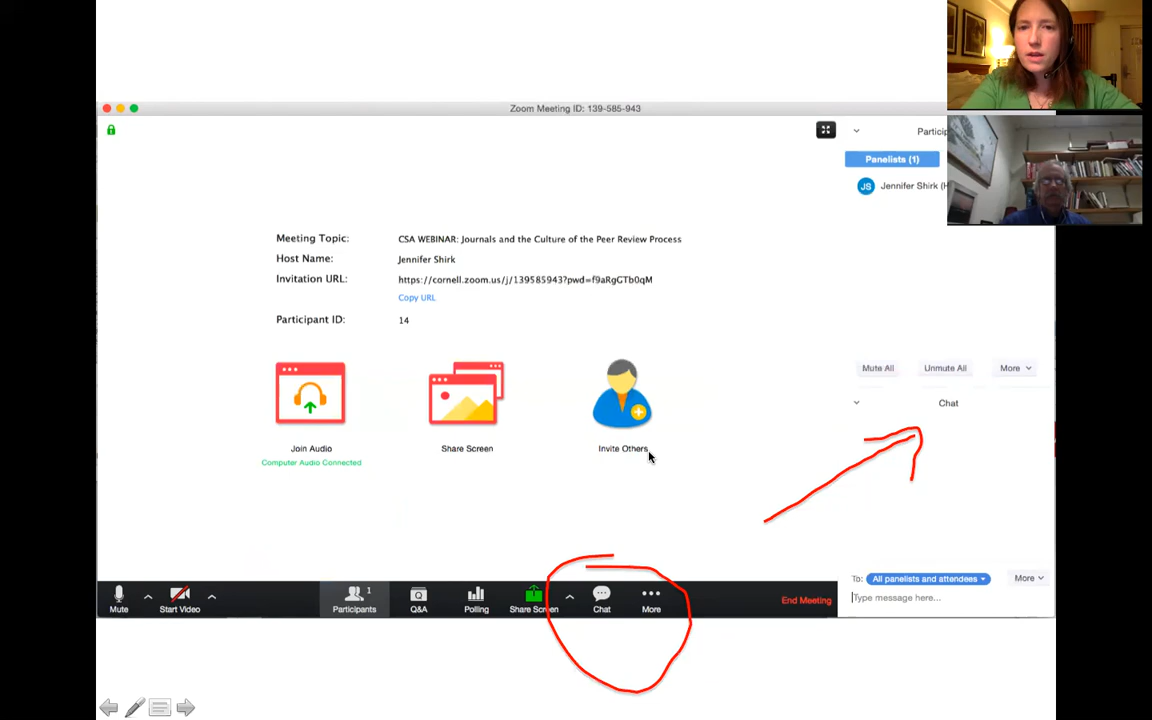 Zoom Meeting ID: 139-585-943
Particip
Panelists (1)
JS Jennifer Shirk (H
Meeting Topic: CSA WEBINAR: Journals and the Culture of the Peer Review Process
Host Name: Jennifer Shirk
Invitation URL: https://cornell.zoom.us/j/139585943?pwd=f9aRgGTb0qM
Copy URL
Participant ID: 14
Mute All Unmute All More
Chat
Join Audio Share Screen Invite Others
Computer Audio Connected
To: All panelists and attendees More
Type message here...
Mute Start Video Participants 1 Q&A Polling Share Screen Chat More End Meeting